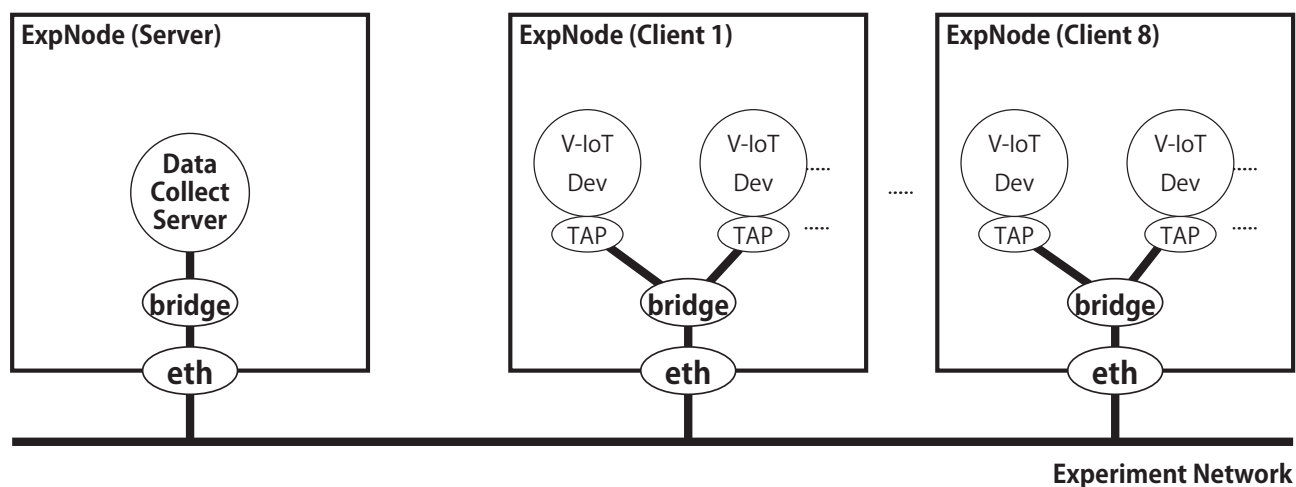 ExpNode (Server)
Data
Collect
Server
bridge
eth
ExpNode (Client 1)
V-IoT
Dev
TAP
V-IoT
Dev
.....
TAP
.....
bridge
eth
.....
ExpNode (Client 8)
V-IoT
Dev
TAP
V-IoT
Dev
.....
TAP
.....
bridge
eth
Experiment Network